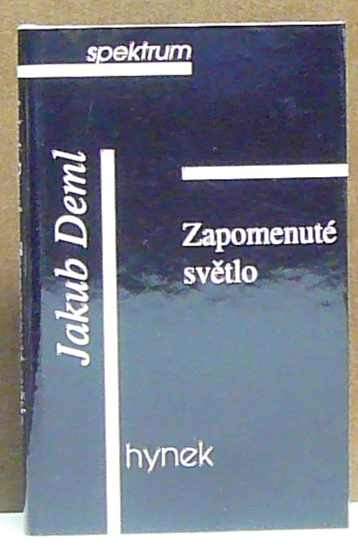 spektrum
Jakub Deml
Zapomenuté
světlo
hynek